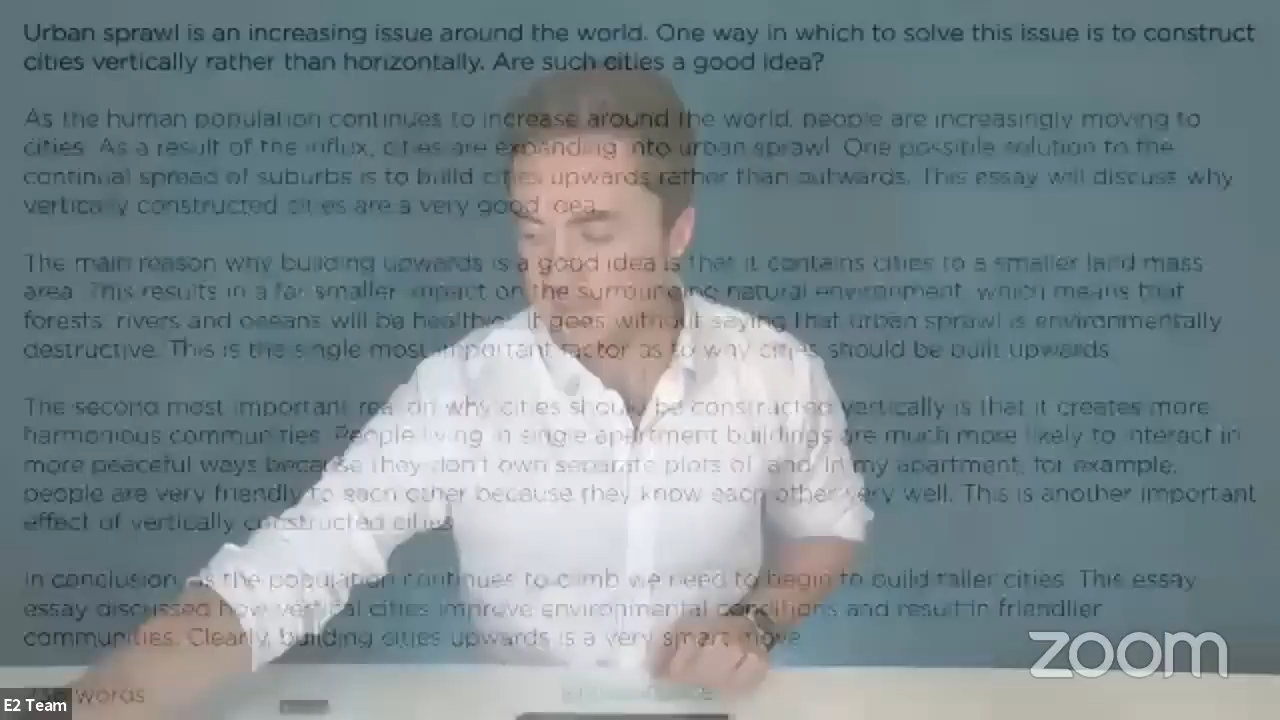 Urban sprawl is an increasing issue around the world. One way in which to solve this issue is to construct
cities vertically rather than horizontally. Are such cities a good idea?
As the human population continues to increase around the world, people are increasingly moving to
cities. As a result of the influx, cities are expanding into urban sprawl. One possible solution to the
continual spread of suburbs is to build cities upwards rather than outwards. This essay will discuss why
vertically constructed cities are a very good idea.
The main reason why building upwards is a good idea is that it contains cities to a smaller land mass
area. This results in a far smaller impact on the surrounding natural environment, which means that
forests, rivers and oceans will be healthier. It goes without saying that urban sprawl is environmentally
destructive. This is the single most important factor as to why cities should be built upwards.
The second most important reason why cities should be constructed vertically is that it creates more
harmonious communities. People living in single apartment buildings are much more likely to interact in
more peaceful ways because they don't own separate plots of land. In my apartment, for example,
people are very friendly to each other because they know each other very well. This is another important
effect of vertically constructed cities.
In conclusion, as the population continues to climb we need to begin to build taller cities. This essay
essay discussed how vertical cities improve environmental conditions and result in friendlier
communities. Clearly, building cities upwards is a very smart move.
words
E2 Team
zoom